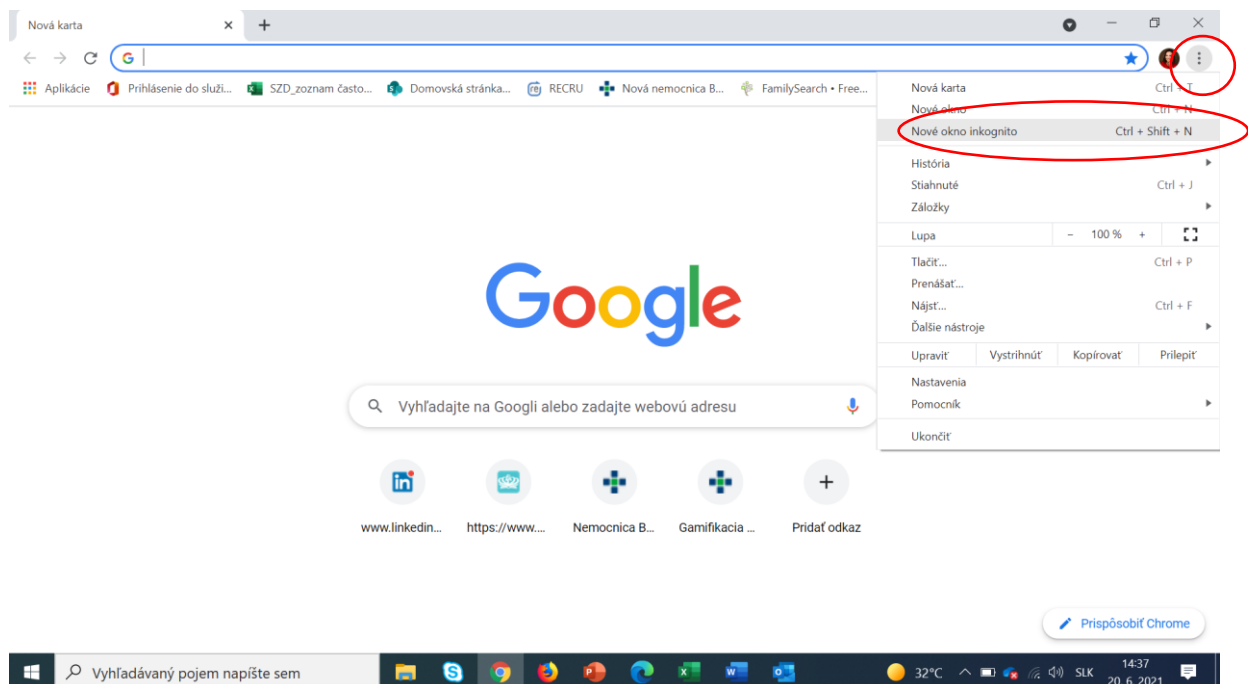 Nová karta
Aplikácie Prihlásenie do služi... SZD_zoznam často... Domovská stránka... RECRU Nová nemocnica B... FamilySearch • Free...
Nová karta Ctrl + T
Nové okno Ctrl + N
Nové okno inkognito Ctrl + Shift + N
História
Stiahnuté Ctrl + J
Záložky
Lupa - 100 % +
Tlačiť... Ctrl + P
Prenášať...
Nájsť... Ctrl + F
Ďalšie nástroje
Upraviť Vystrihnúť Kopírovať Prilepiť
Nastavenia
Pomocník
Ukončiť
Google
Vyhľadajte na Googli alebo zadajte webovú adresu
www.linkedin... https://www.... Nemocnica B... Gamifikacia ... Pridať odkaz
Prispôsobiť Chrome
Vyhľadávaný pojem napíšte sem
32°C SLK 14:37
20. 6. 2021